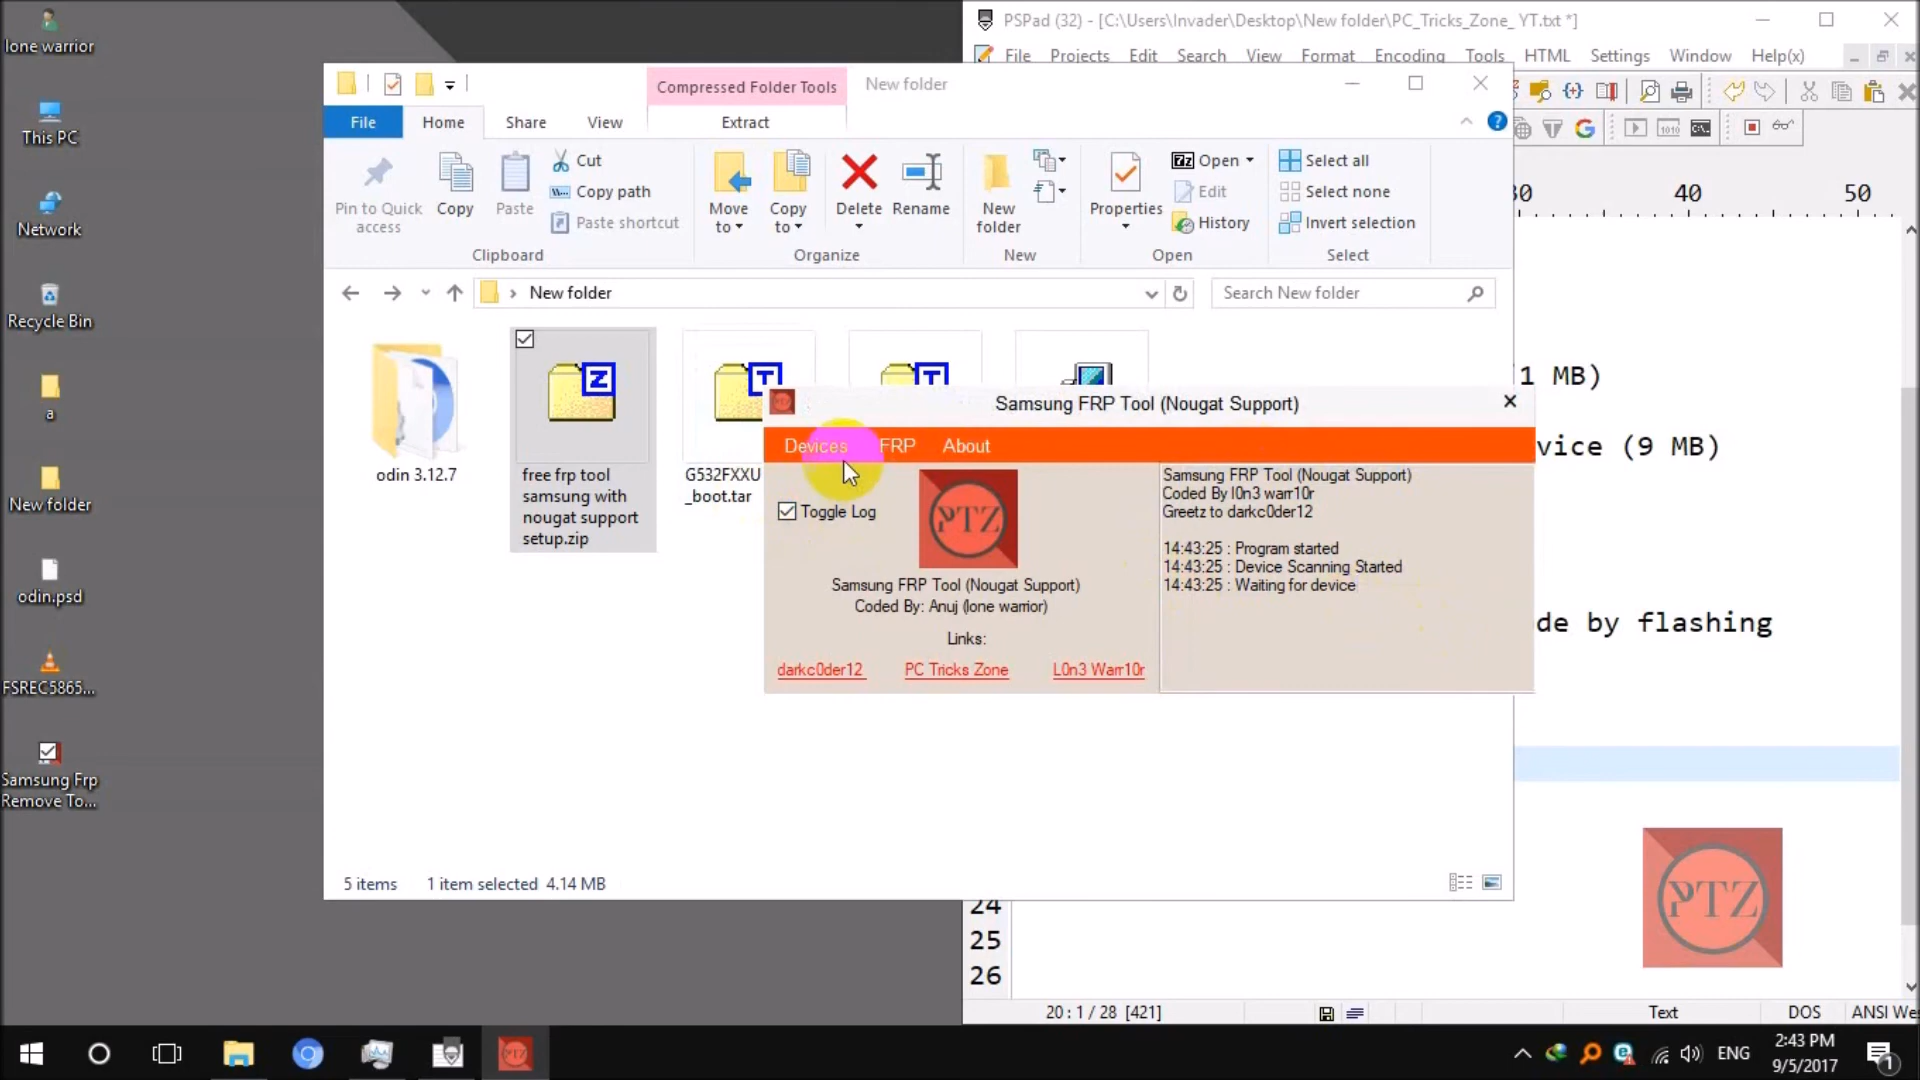 lone warrior
This PC
Network
Recycle Bin
a
New folder
odin.psd
FSREC5865...
Samsung Frp
Remove To...
PSPad (32) - [C:\Users\Invader\Desktop\New folder\PC_Tricks_Zone_ YT.txt *]
File Projects Edit Search View Format Encoding Tools HTML Settings Window Help(x)
Compressed Folder Tools
New folder
File Home Share View Extract
Pin to Quick
access
Copy
Paste
Cut
Copy path
Paste shortcut
Clipboard
Move
to
Copy
to
Delete
Rename
Organize
New
folder
New
Properties
Open
Edit
History
Open
Select all
Select none
Invert selection
Select
New folder
Search New folder
30 40 50
odin 3.12.7
free frp tool
samsung with
nougat support
setup.zip
G532FXXU
_boot.tar
Samsung FRP Tool (Nougat Support)
Devices FRP About
Toggle Log
PTZ
Samsung FRP Tool (Nougat Support)
Coded By: Anuj (lone warrior)
Links:
darkc0der12 PC Tricks Zone L0n3 Warr10r
Samsung FRP Tool (Nougat Support)
Coded By l0n3 warr10r
Greetz to darkc0der12
14:43:25 : Program started
14:43:25 : Device Scanning Started
14:43:25 : Waiting for device
1 MB)
vice (9 MB)
de by flashing
5 items 1 item selected 4.14 MB
24
25
26
PTZ
20 : 1 / 28 [421]
Text DOS ANSI We
PTZ
ENG
2:43 PM
9/5/2017
1